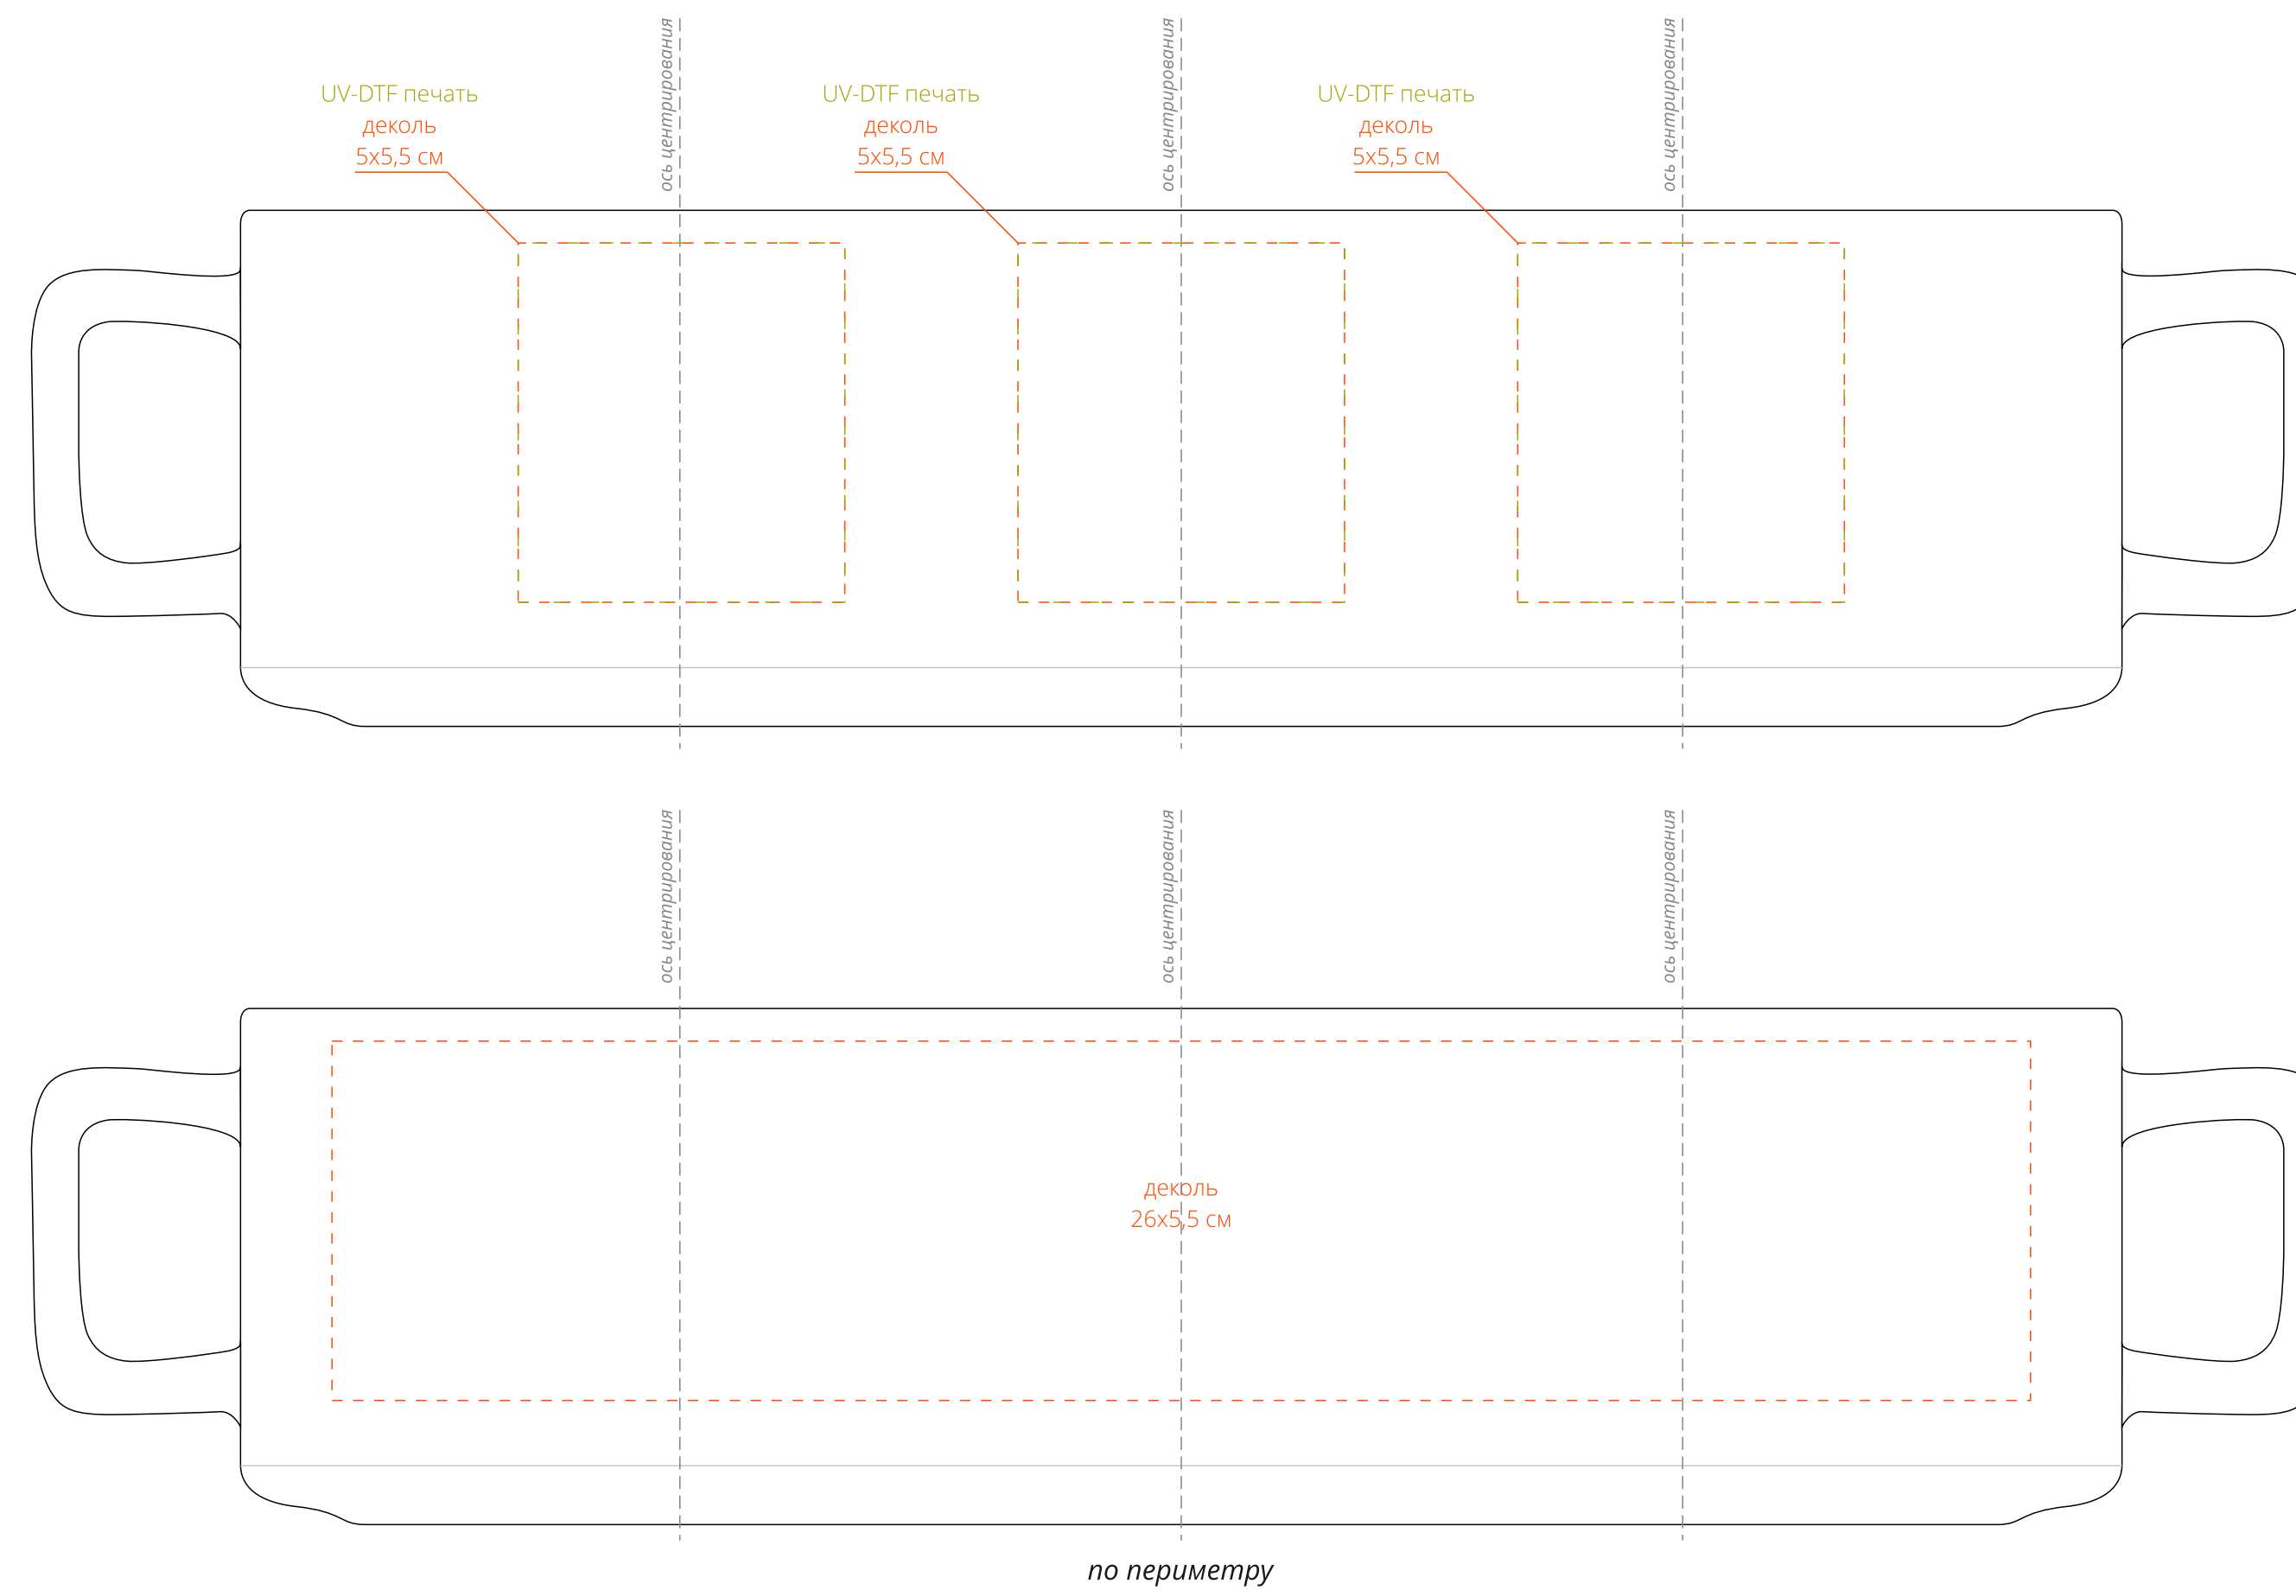 ось центрирования
ось центрирования
ось центрирования
UV-DTF печать
деколь
5х5,5 см
UV-DTF печать
деколь
5х5,5 см
UV-DTF печать
деколь
5х5,5 см
ось центрирования
ось центрирования
ось центрирования
деколь
26х5,5 см
по периметру